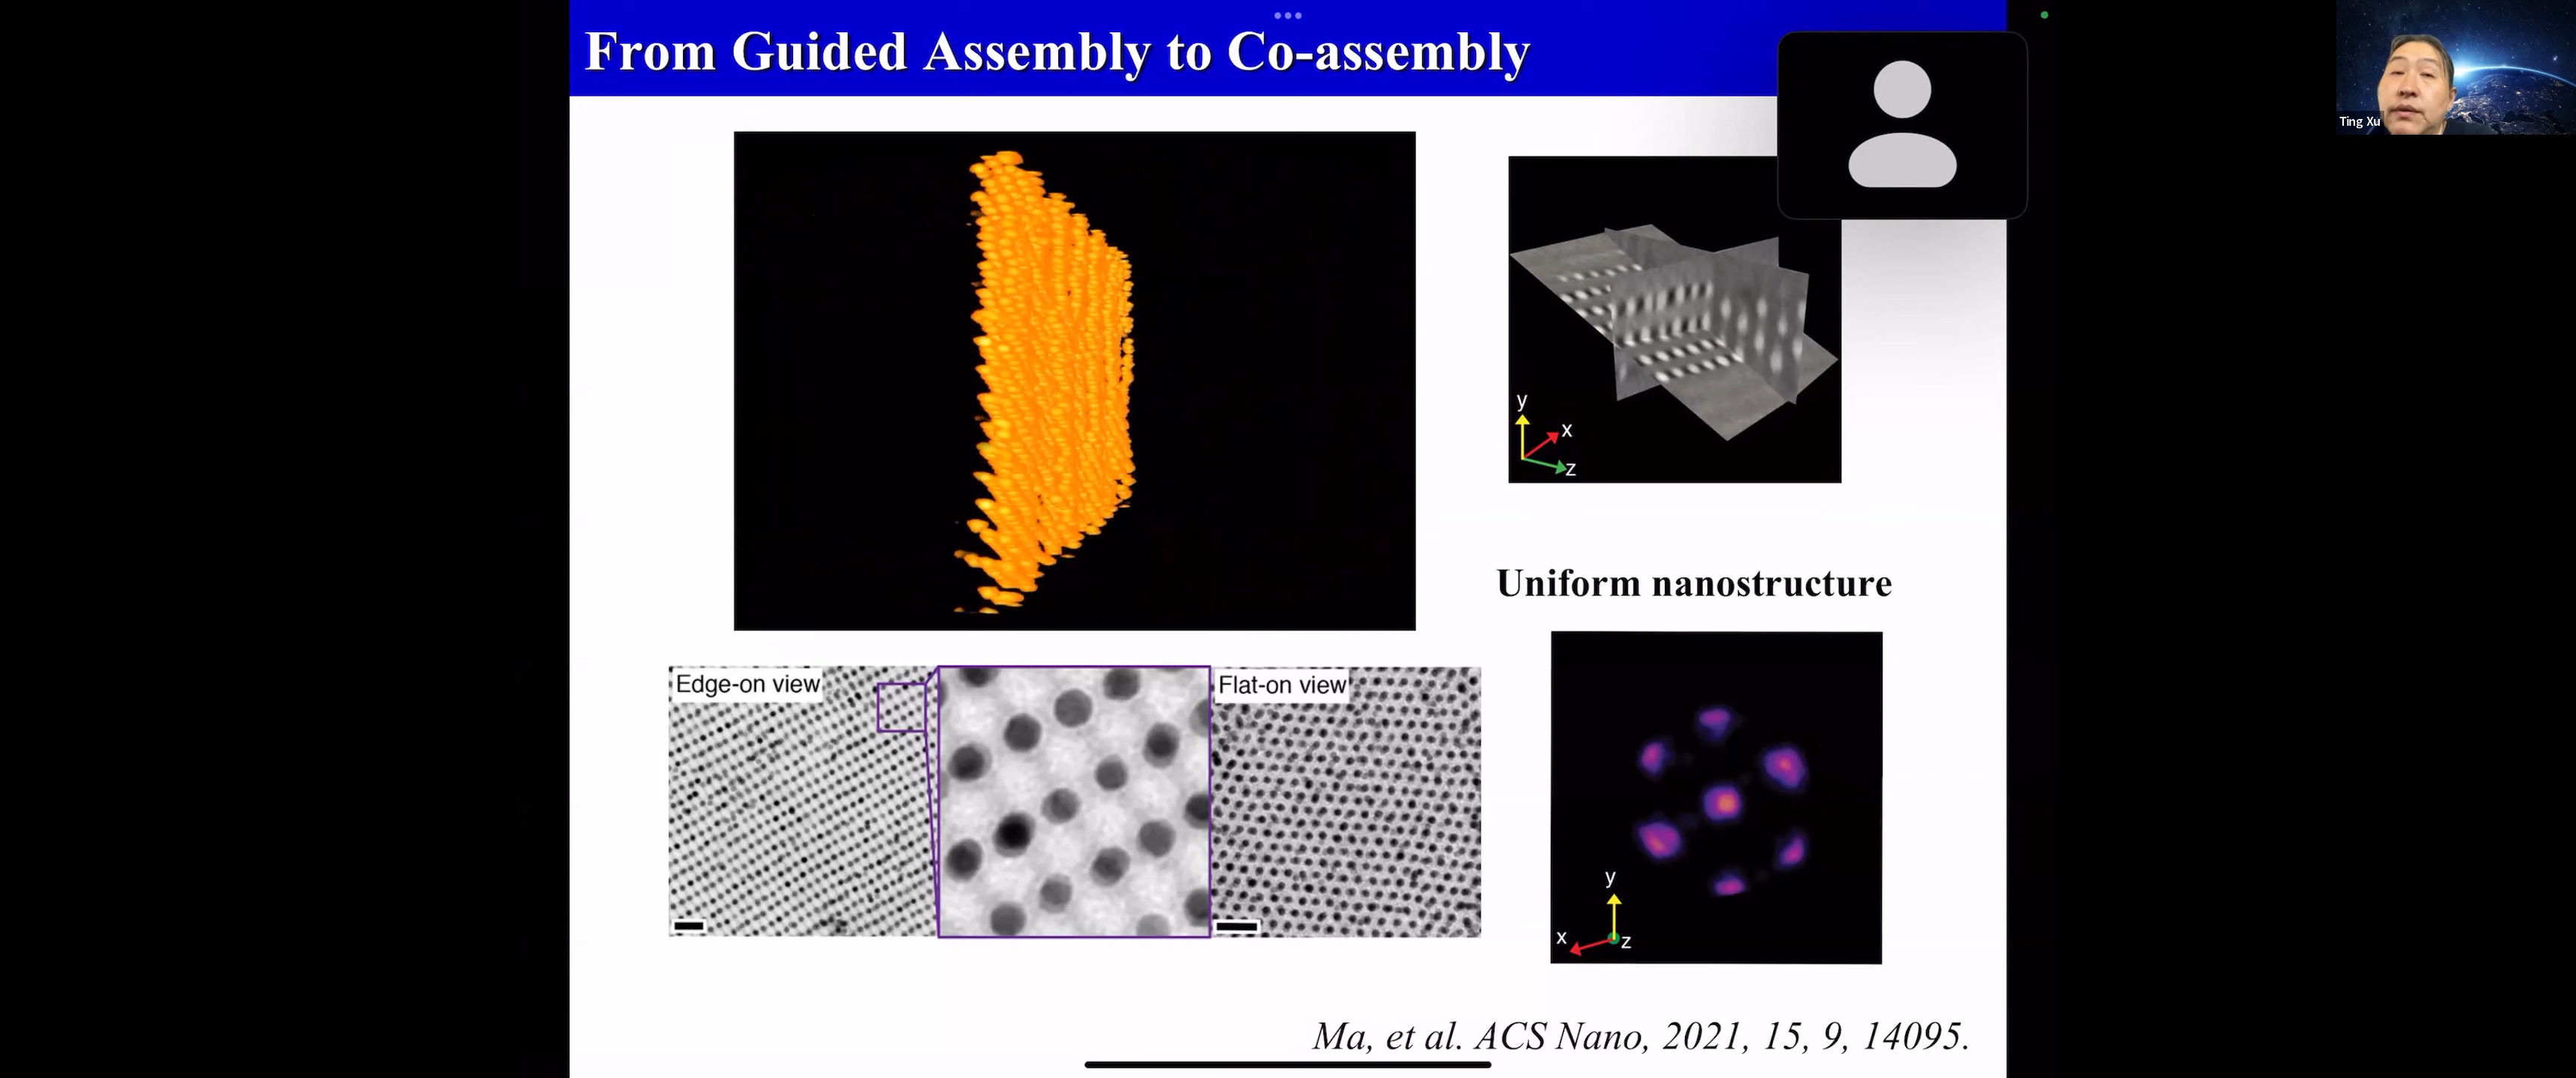 From Guided Assembly to Co-assembly
Ting Xu
y
x
z
Uniform nanostructure
Edge-on view
Flat-on view
y
x
z
Ma, et al. ACS Nano, 2021, 15, 9, 14095.